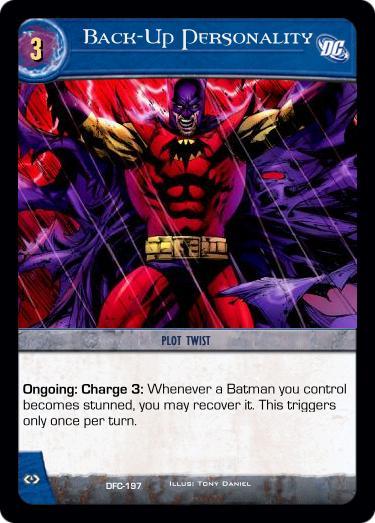 3
Back-Up Personality
DC
PLOT TWIST
Ongoing: Charge 3: Whenever a Batman you control
becomes stunned, you may recover it. This triggers
only once per turn.
DFC-197
Illus: Tony Daniel